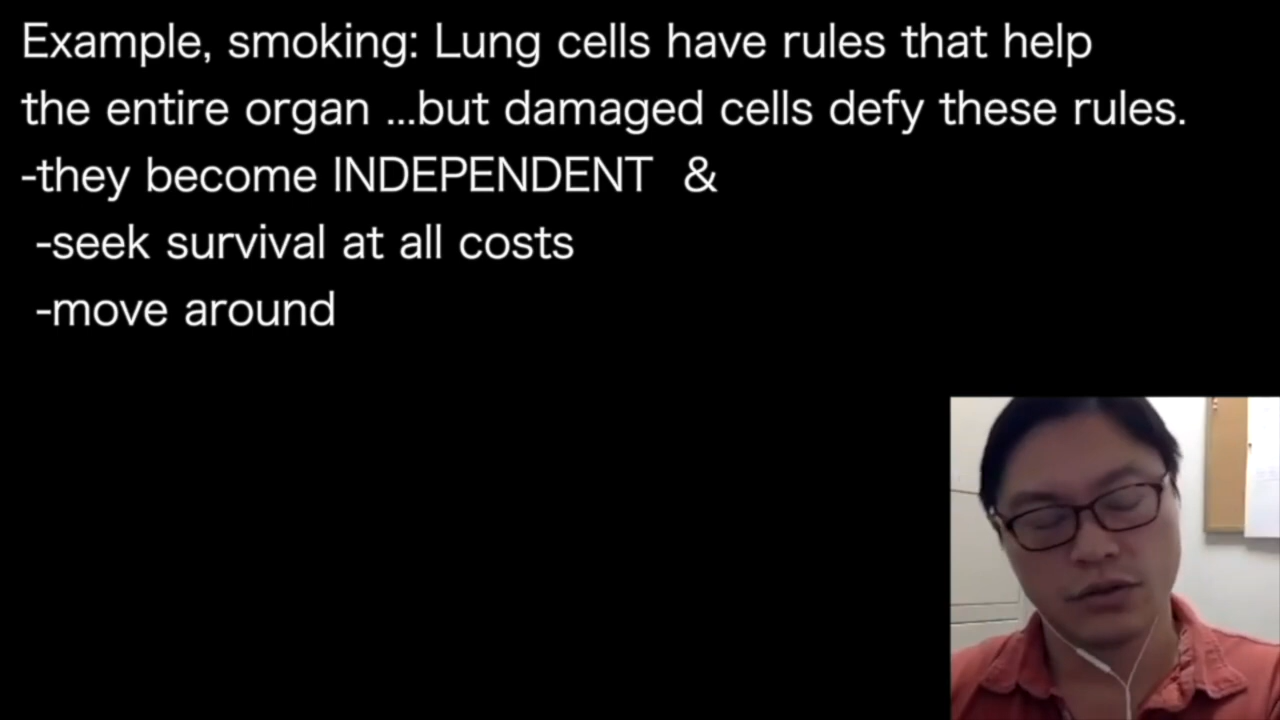 Example, smoking: Lung cells have rules that help
the entire organ ...but damaged cells defy these rules.
-they become INDEPENDENT &
-seek survival at all costs
-move around